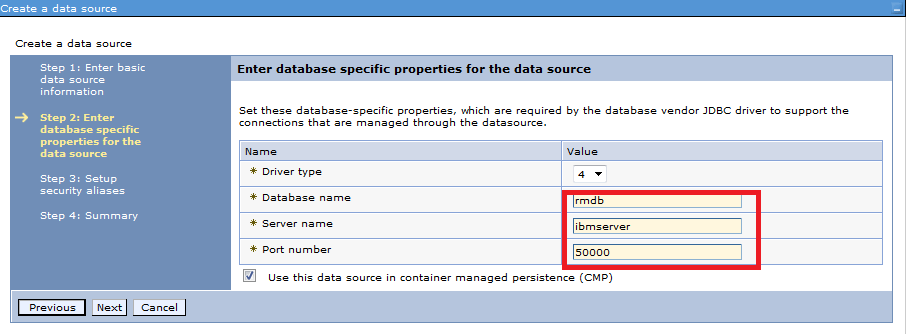 Create a data source
Create a data source
Step 1: Enter basic
data source
information
Step 2: Enter
database specific
properties for the
data source
Step 3: Setup
security aliases
Step 4: Summary
Enter database specific properties for the data source
Set these database-specific properties, which are required by the database vendor JDBC driver to support the
connections that are managed through the datasource.
Name Value
* Driver type 4
* Database name rmdb
* Server name ibmserver
* Port number 50000
Use this data source in container managed persistence (CMP)
Previous Next Cancel